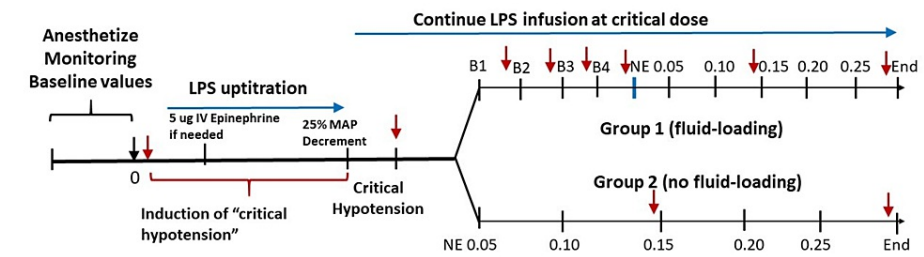 Continue LPS infusion at critical dose
Anesthetize
Monitoring
Baseline values
LPS uptitration
5 ug IV Epinephrine
if needed
25% MAP
Decrement
0
Induction of “critical
hypotension”
Critical
Hypotension
B1 B2 B3 B4 NE 0.05 0.10 0.15 0.20 0.25 End
Group 1 (fluid-loading)
Group 2 (no fluid-loading)
NE 0.05 0.10 0.15 0.20 0.25 End